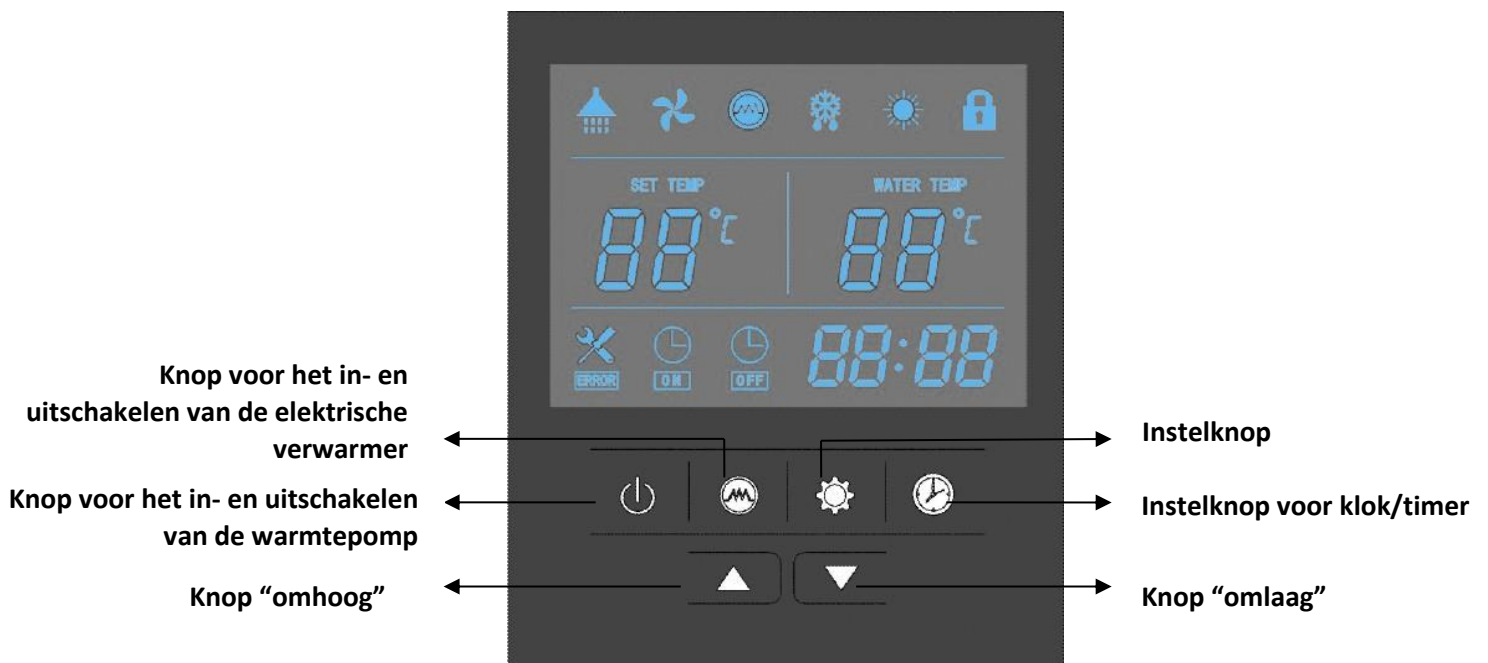 SET TEMP
WATER TEMP
88°C
88°C
ERROR
ON
OFF
88:88
Knop voor het in- en
uitschakelen van de elektrische
verwarmer
Instelknop
Knop voor het in- en uitschakelen
van de warmtepomp
Instelknop voor klok/timer
Knop “omhoog”
Knop “omlaag”